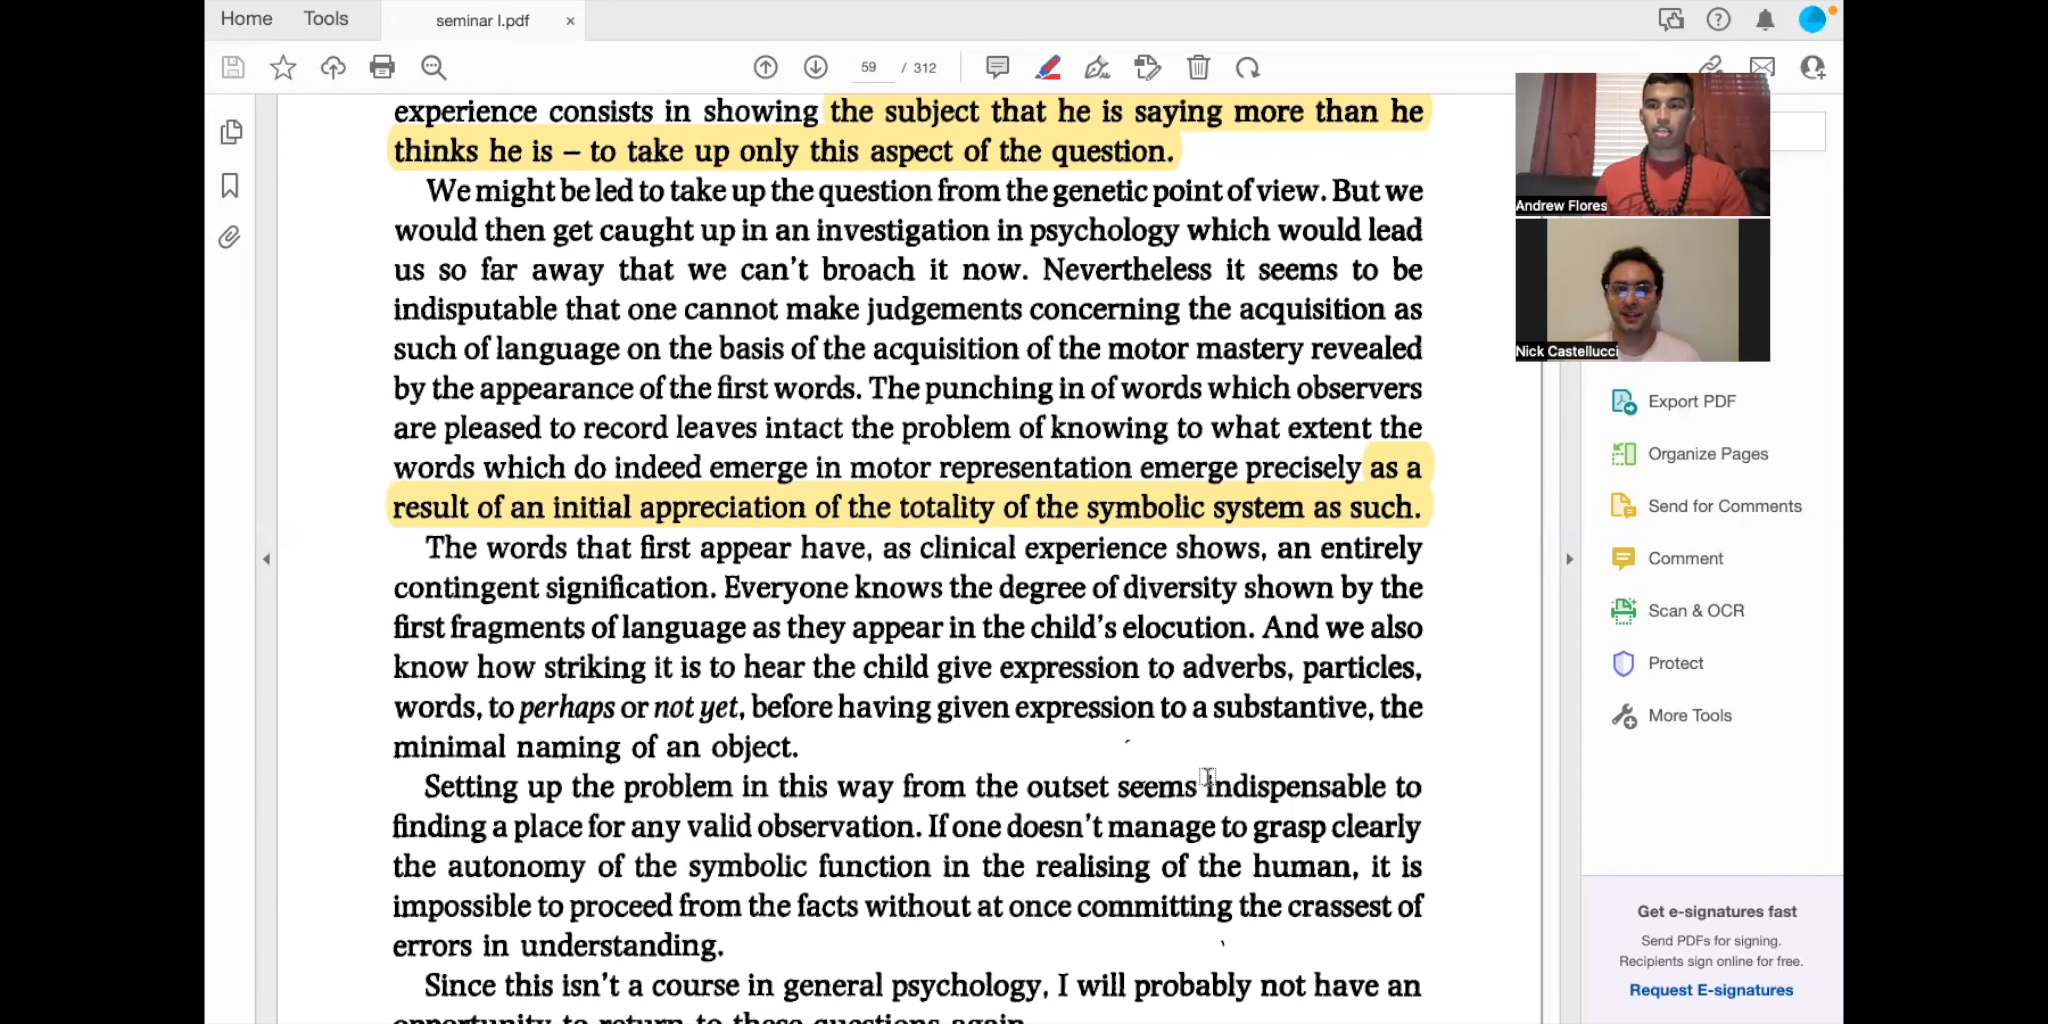 Home
Tools
seminar I.pdf
59 / 312
experience consists in showing the subject that he is saying more than he
thinks he is – to take up only this aspect of the question.
We might be led to take up the question from the genetic point of view. But we
would then get caught up in an investigation in psychology which would lead
us so far away that we can't broach it now. Nevertheless it seems to be
indisputable that one cannot make judgements concerning the acquisition as
such of language on the basis of the acquisition of the motor mastery revealed
by the appearance of the first words. The punching in of words which observers
are pleased to record leaves intact the problem of knowing to what extent the
words which do indeed emerge in motor representation emerge precisely as a
result of an initial appreciation of the totality of the symbolic system as such.
The words that first appear have, as clinical experience shows, an entirely
contingent signification. Everyone knows the degree of diversity shown by the
first fragments of language as they appear in the child's elocution. And we also
know how striking it is to hear the child give expression to adverbs, particles,
words, to perhaps or not yet, before having given expression to a substantive, the
minimal naming of an object.
Setting up the problem in this way from the outset seems indispensable to
finding a place for any valid observation. If one doesn't manage to grasp clearly
the autonomy of the symbolic function in the realising of the human, it is
impossible to proceed from the facts without at once committing the crassest of
errors in understanding.
Since this isn't a course in general psychology, I will probably not have an
opportunity to return to these questions again.
Andrew Flores
Nick Castellucci
Export PDF
Organize Pages
Send for Comments
Comment
Scan & OCR
Protect
More Tools
Get e-signatures fast
Send PDFs for signing.
Recipients sign online for free.
Request E-signatures